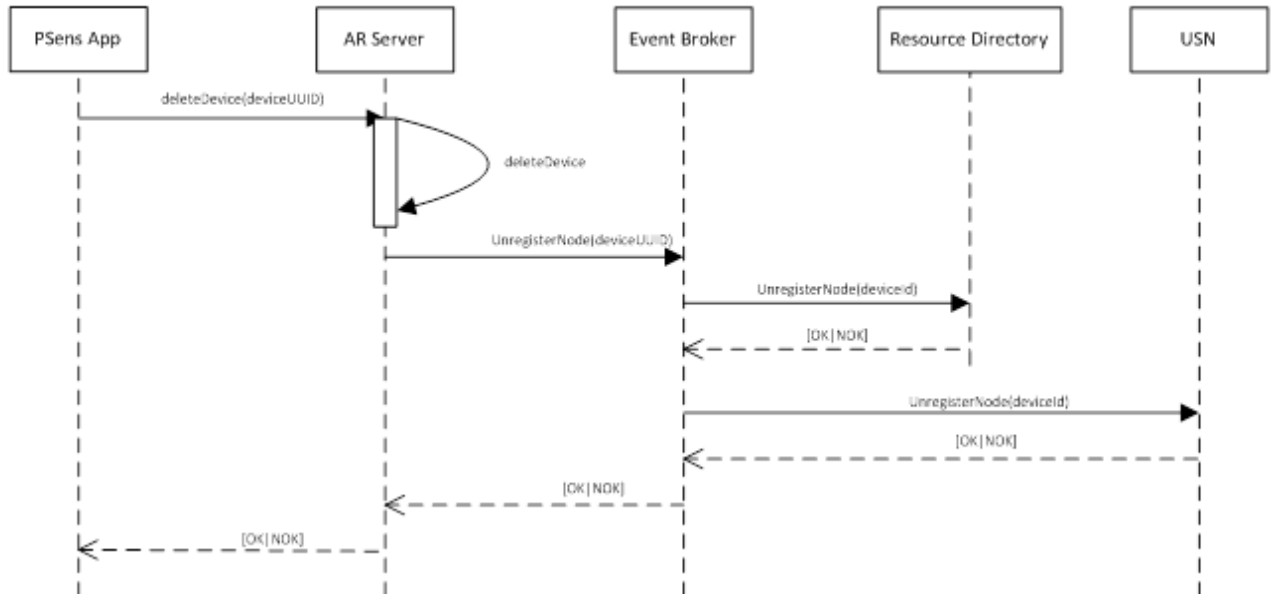 PSens App
AR Server
Event Broker
Resource Directory
USN
deleteDevice(deviceUUID)
deleteDevice
UnregisterNode(deviceUUID)
UnregisterNode(deviceId)
[OK|NOK]
UnregisterNode(deviceId)
[OK|NOK]
[OK|NOK]
[OK|NOK]